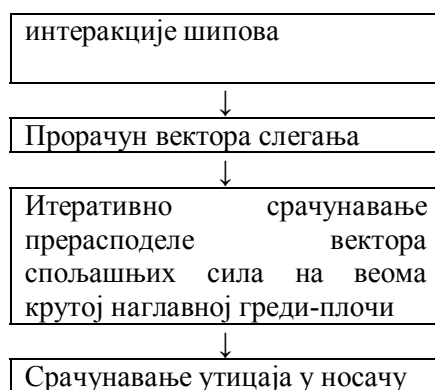 интеракције шипова
↓
Прорачун вектора слегања
↓
Итеративно срачунавање
прерасподеле вектора
спољашњих сила на веома
крутој наглавној греди-плочи
↓
Срачунавање утицаја у носачу